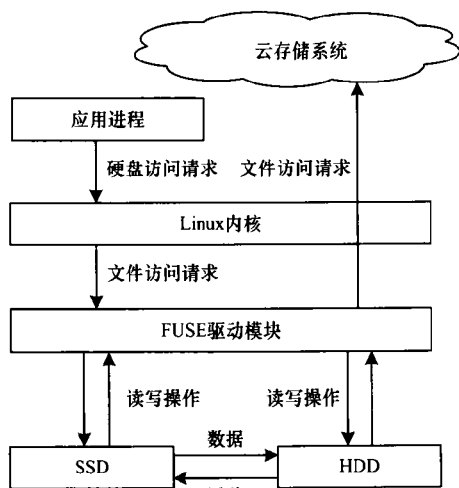 云存储系统
应用进程
硬盘访问请求
文件访问请求
Linux内核
文件访问请求
FUSE驱动模块
读写操作
读写操作
数据
SSD
HDD